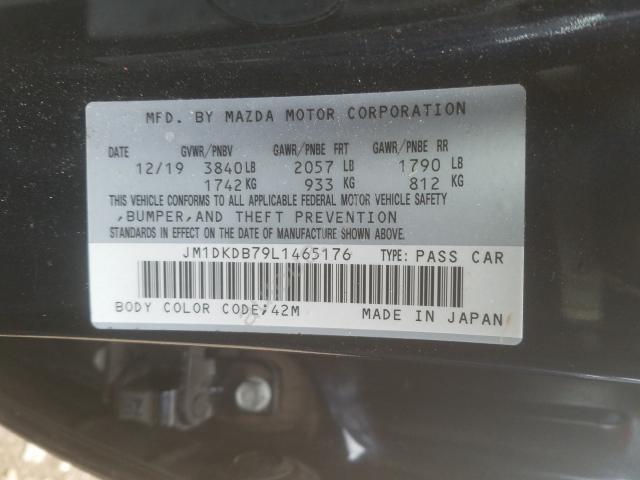 MFD. BY MAZDA MOTOR CORPORATION
DATE GVWR/PNBV GAWR/PNBE FRT GAWR/PNBE RR
12/19 3840 LB 2057 LB 1790 LB
1742 KG 933 KG 812 KG
THIS VEHICLE CONFORMS TO ALL APPLICABLE FEDERAL MOTOR VEHICLE SAFETY
,BUMPER,AND THEFT PREVENTION
STANDARDS IN EFFECT ON THE DATE OF MANUFACTURE SHOWN ABOVE.
JM1DKDB79L1465176 TYPE: PASS CAR
BODY COLOR CODE;42M MADE IN JAPAN